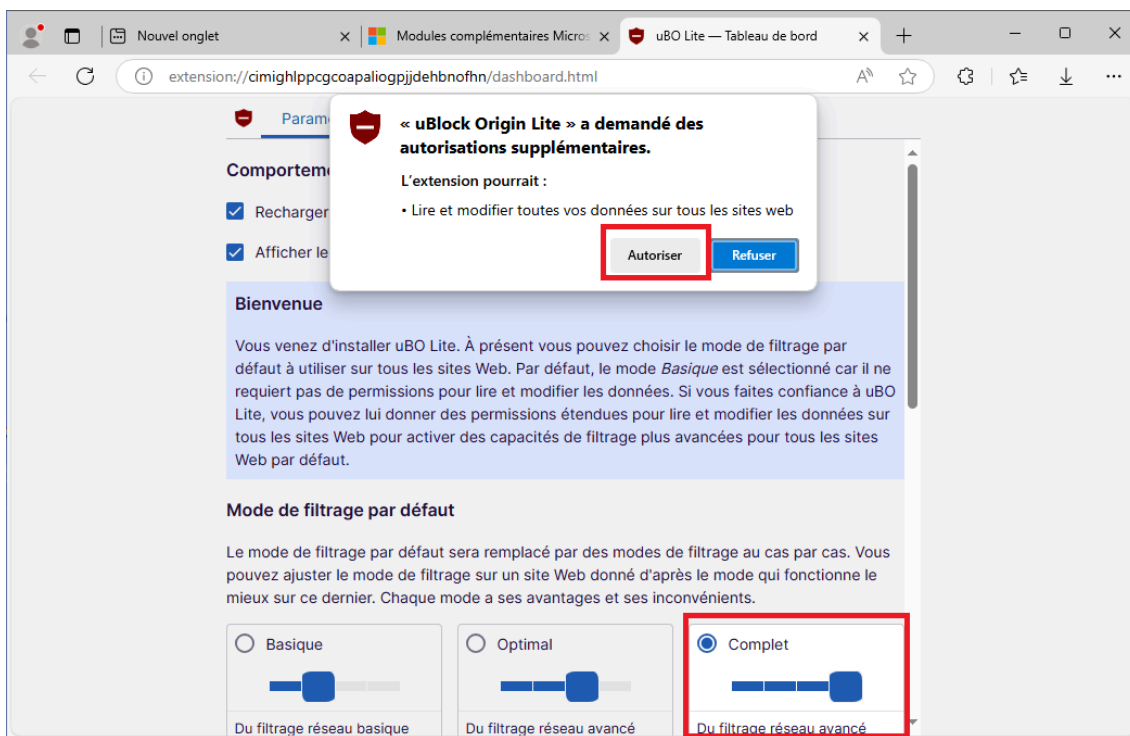 Nouvel onglet
Modules complémentaires Micros
uBO Lite — Tableau de bord
extension://cimighlppcgcoapaliogpjjdehbnofhn/dashboard.html
Param
« uBlock Origin Lite » a demandé des
autorisations supplémentaires.
L'extension pourrait :
• Lire et modifier toutes vos données sur tous les sites web
Autoriser
Refuser
Comporteme
Recharger
Afficher le
Bienvenue
Vous venez d'installer uBO Lite. À présent vous pouvez choisir le mode de filtrage par
défaut à utiliser sur tous les sites Web. Par défaut, le mode Basique est sélectionné car il ne
requiert pas de permissions pour lire et modifier les données. Si vous faites confiance à uBO
Lite, vous pouvez lui donner des permissions étendues pour lire et modifier les données sur
tous les sites Web pour activer des capacités de filtrage plus avancées pour tous les sites
Web par défaut.
Mode de filtrage par défaut
Le mode de filtrage par défaut sera remplacé par des modes de filtrage au cas par cas. Vous
pouvez ajuster le mode de filtrage sur un site Web donné d'après le mode qui fonctionne le
mieux sur ce dernier. Chaque mode a ses avantages et ses inconvénients.
Basique
Optimal
Complet
Du filtrage réseau basique
Du filtrage réseau avancé
Du filtrage réseau avancé